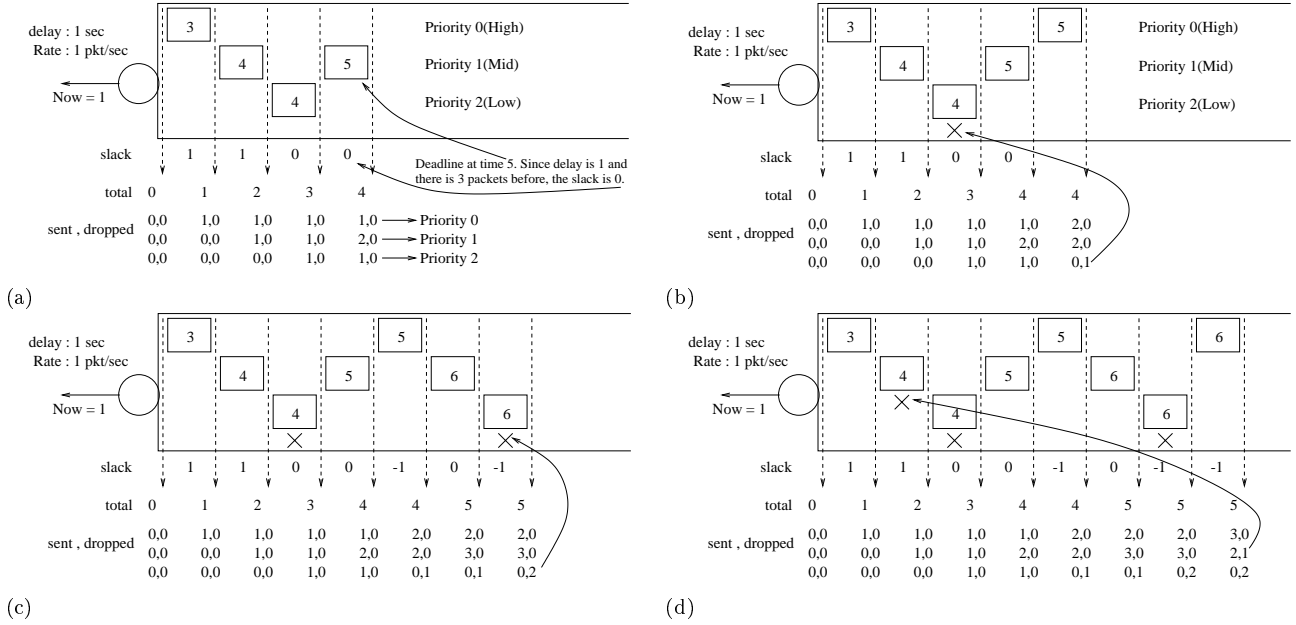 delay : 1 sec
Rate : 1 pkt/sec
Now = 1
3
4
4
5
Priority 0(High)
Priority 1(Mid)
Priority 2(Low)
slack 1 1 0 0
Deadline at time 5. Since delay is 1 and
there is 3 packets before, the slack is 0.
total 0 1 2 3 4
sent , dropped
0,0 1,0 1,0 1,0 1,0 Priority 0
0,0 0,0 1,0 1,0 2,0 Priority 1
0,0 0,0 0,0 1,0 1,0 Priority 2
(a)
delay : 1 sec
Rate : 1 pkt/sec
Now = 1
3
4
4
5
5
Priority 0(High)
Priority 1(Mid)
Priority 2(Low)
slack 1 1 0 0
total 0 1 2 3 4 4
sent , dropped
0,0 1,0 1,0 1,0 1,0 2,0
0,0 0,0 1,0 1,0 2,0 2,0
0,0 0,0 0,0 1,0 1,0 0,1
(b)
delay : 1 sec
Rate : 1 pkt/sec
Now = 1
3
4
4
5
5
6
6
slack 1 1 0 0 -1 0 -1
total 0 1 2 3 4 4 5 5
sent , dropped
0,0 1,0 1,0 1,0 1,0 2,0 2,0 2,0
0,0 0,0 1,0 1,0 2,0 2,0 3,0 3,0
0,0 0,0 0,0 1,0 1,0 0,1 0,1 0,2
(c)
delay : 1 sec
Rate : 1 pkt/sec
Now = 1
3
4
4
5
5
6
6
6
slack 1 1 0 0 -1 0 -1 -1
total 0 1 2 3 4 4 5 5 5
sent , dropped
0,0 1,0 1,0 1,0 1,0 2,0 2,0 2,0 3,0
0,0 0,0 1,0 1,0 2,0 2,0 3,0 3,0 2,1
0,0 0,0 0,0 1,0 1,0 0,1 0,1 0,2 0,2
(d)